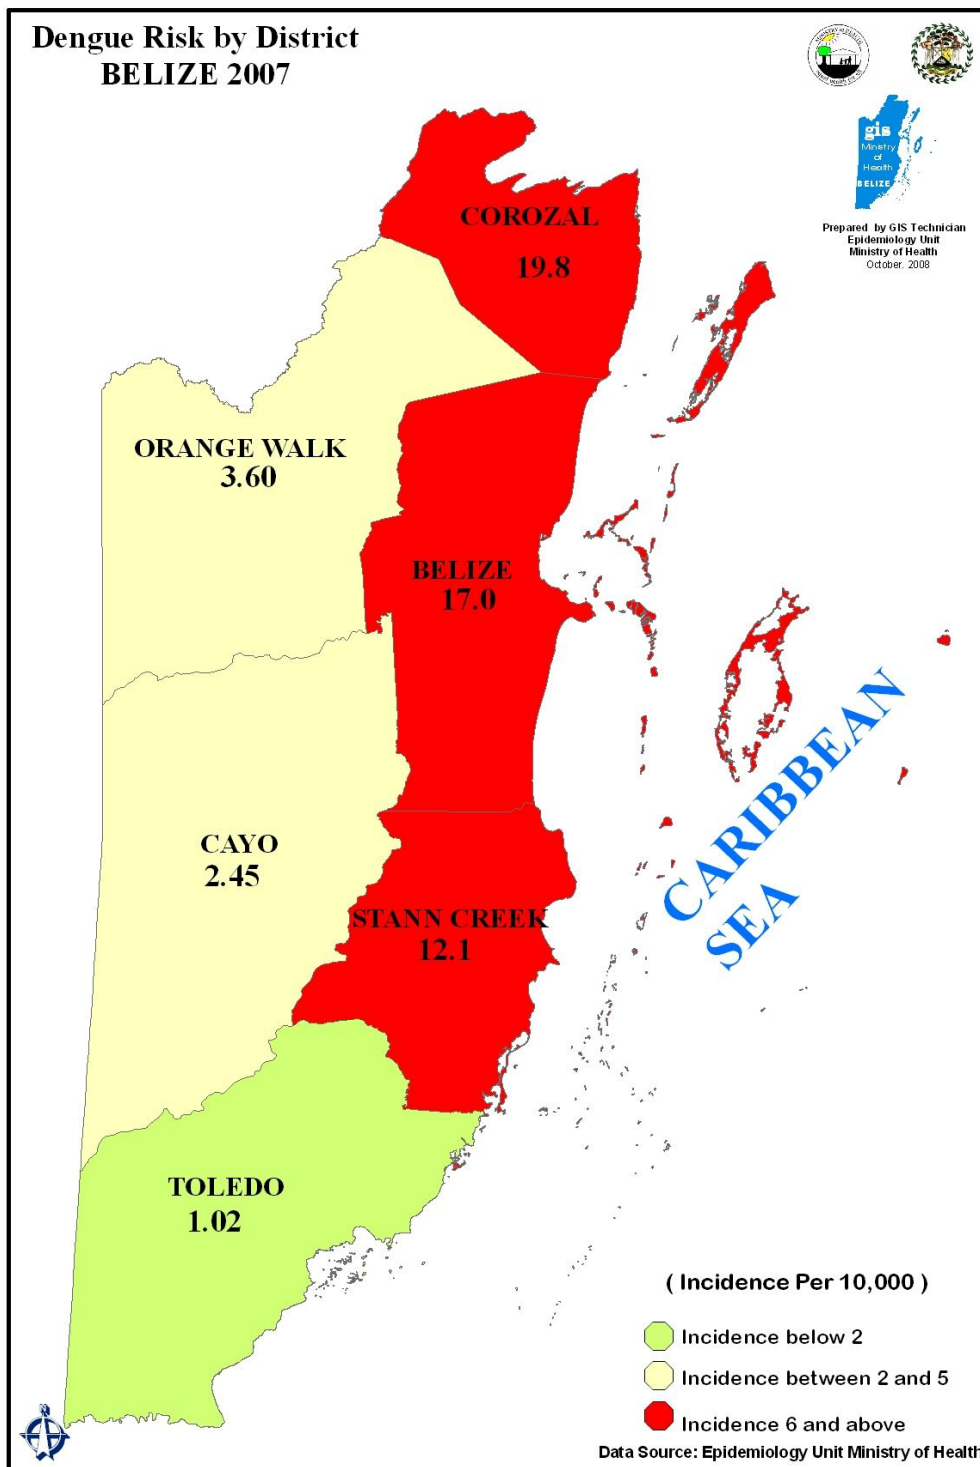 Dengue Risk by District
BELIZE 2007
gis
Ministry
of
Health
BELIZE
Prepared by GIS Technician
Epidemiology Unit
Ministry of Health
October. 2008
COROZAL
19.8
ORANGE WALK
3.60
BELIZE
17.0
CARIBBEAN
SEA
CAYO
2.45
STANN CREEK
12.1
TOLEDO
1.02
( Incidence Per 10,000 )
Incidence below 2
Incidence between 2 and 5
Incidence 6 and above
Data Source: Epidemiology Unit Ministry of Health